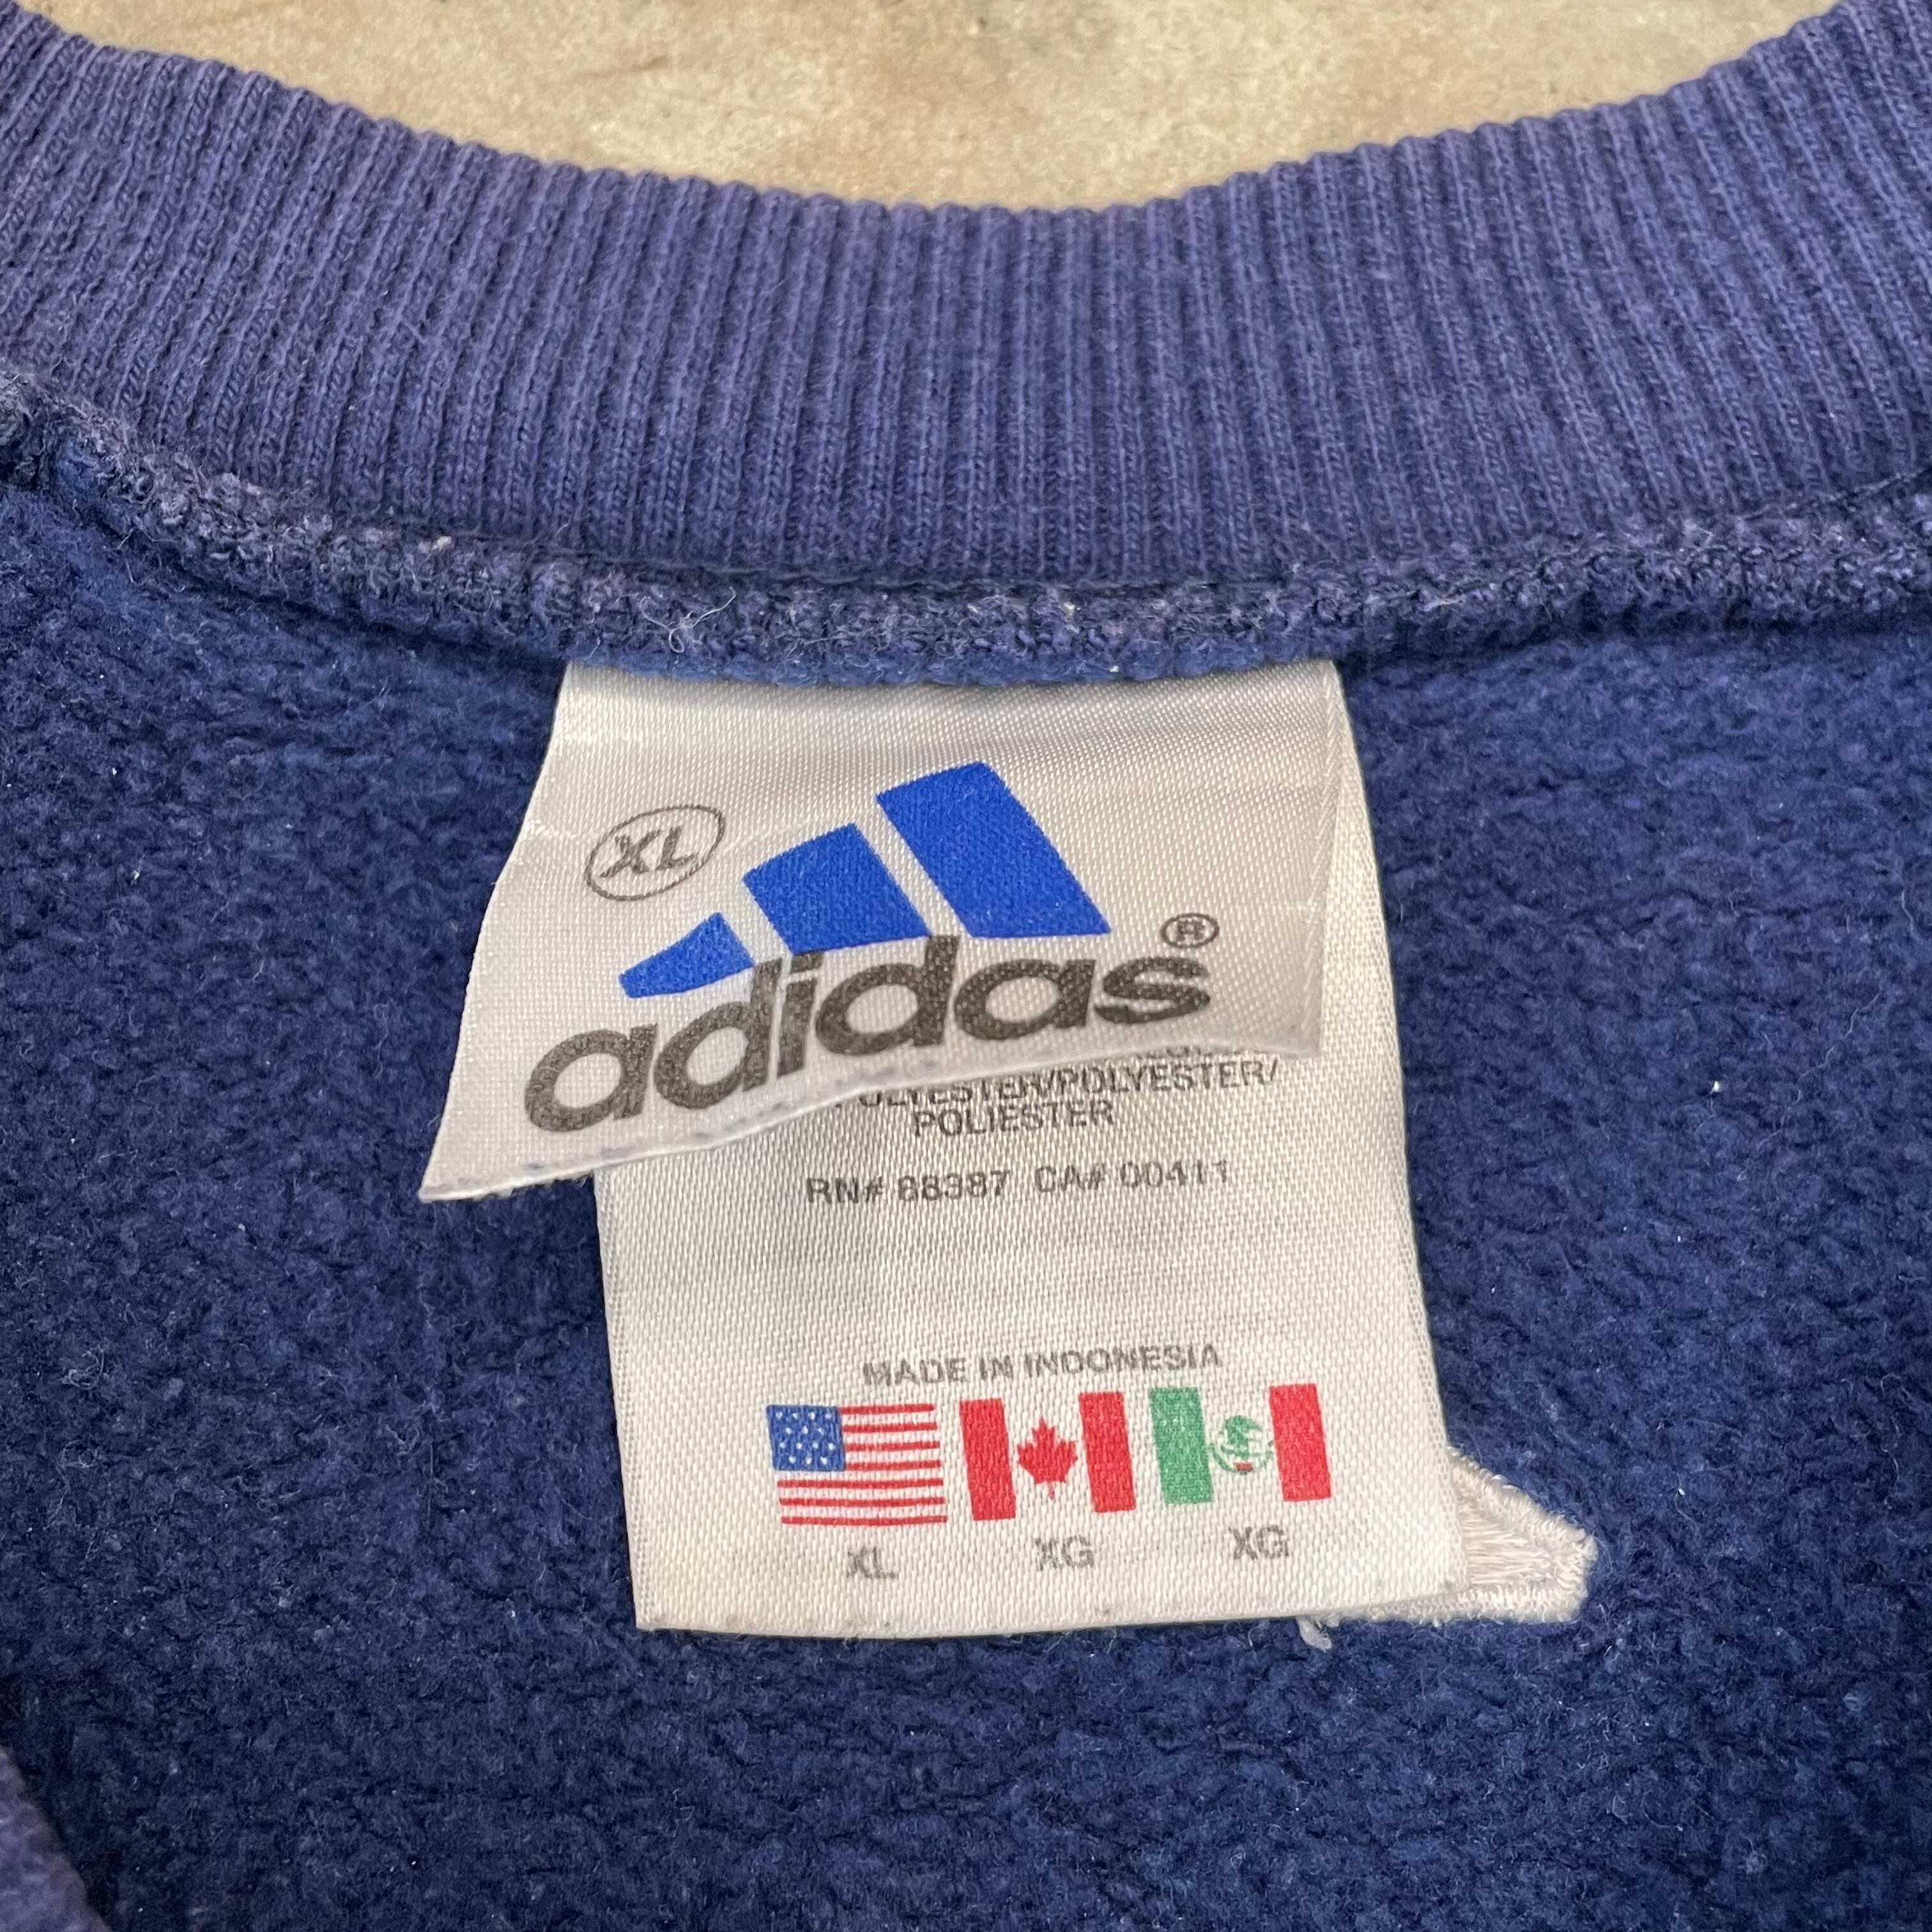 XL
adidas®
POLYESTER/POLYESTER/
POLIESTER
RN# 88387 CA# 00411
MADE IN INDONESIA
XL XG XG